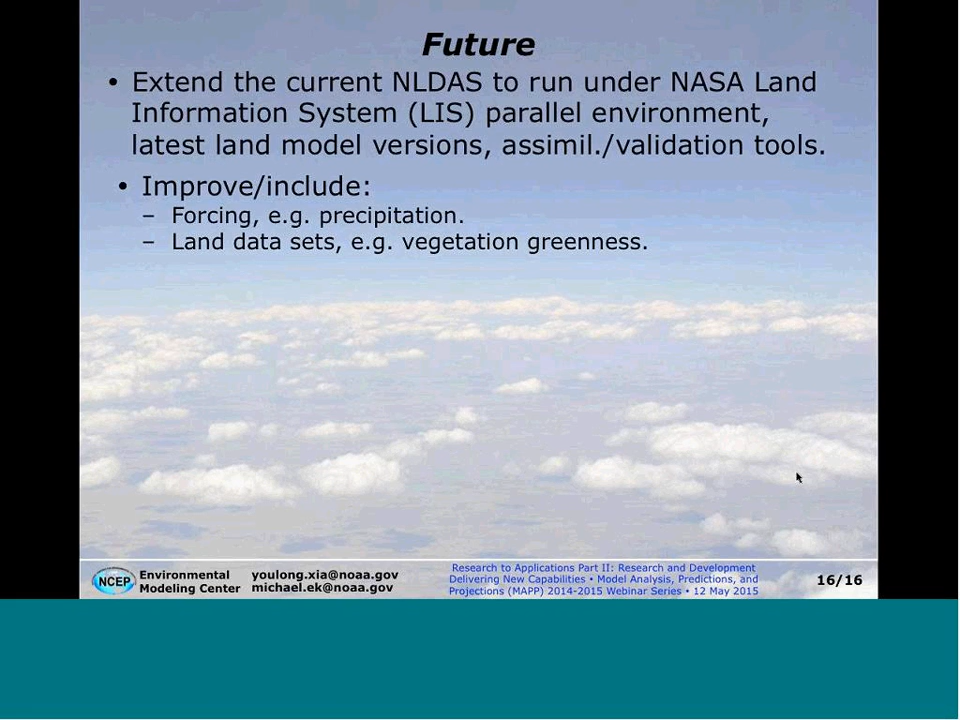 Future
• Extend the current NLDAS to run under NASA Land
Information System (LIS) parallel environment,
latest land model versions, assimil./validation tools.
• Improve/include:
– Forcing, e.g. precipitation.
– Land data sets, e.g. vegetation greenness.
NCEP
Environmental
Modeling Center
youlong.xia@noaa.gov
michael.ek@noaa.gov
Research to Applications Part II: Research and Development
Delivering New Capabilities • Model Analysis, Predictions, and
Projections (MAPP) 2014-2015 Webinar Series • 12 May 2015
16/16